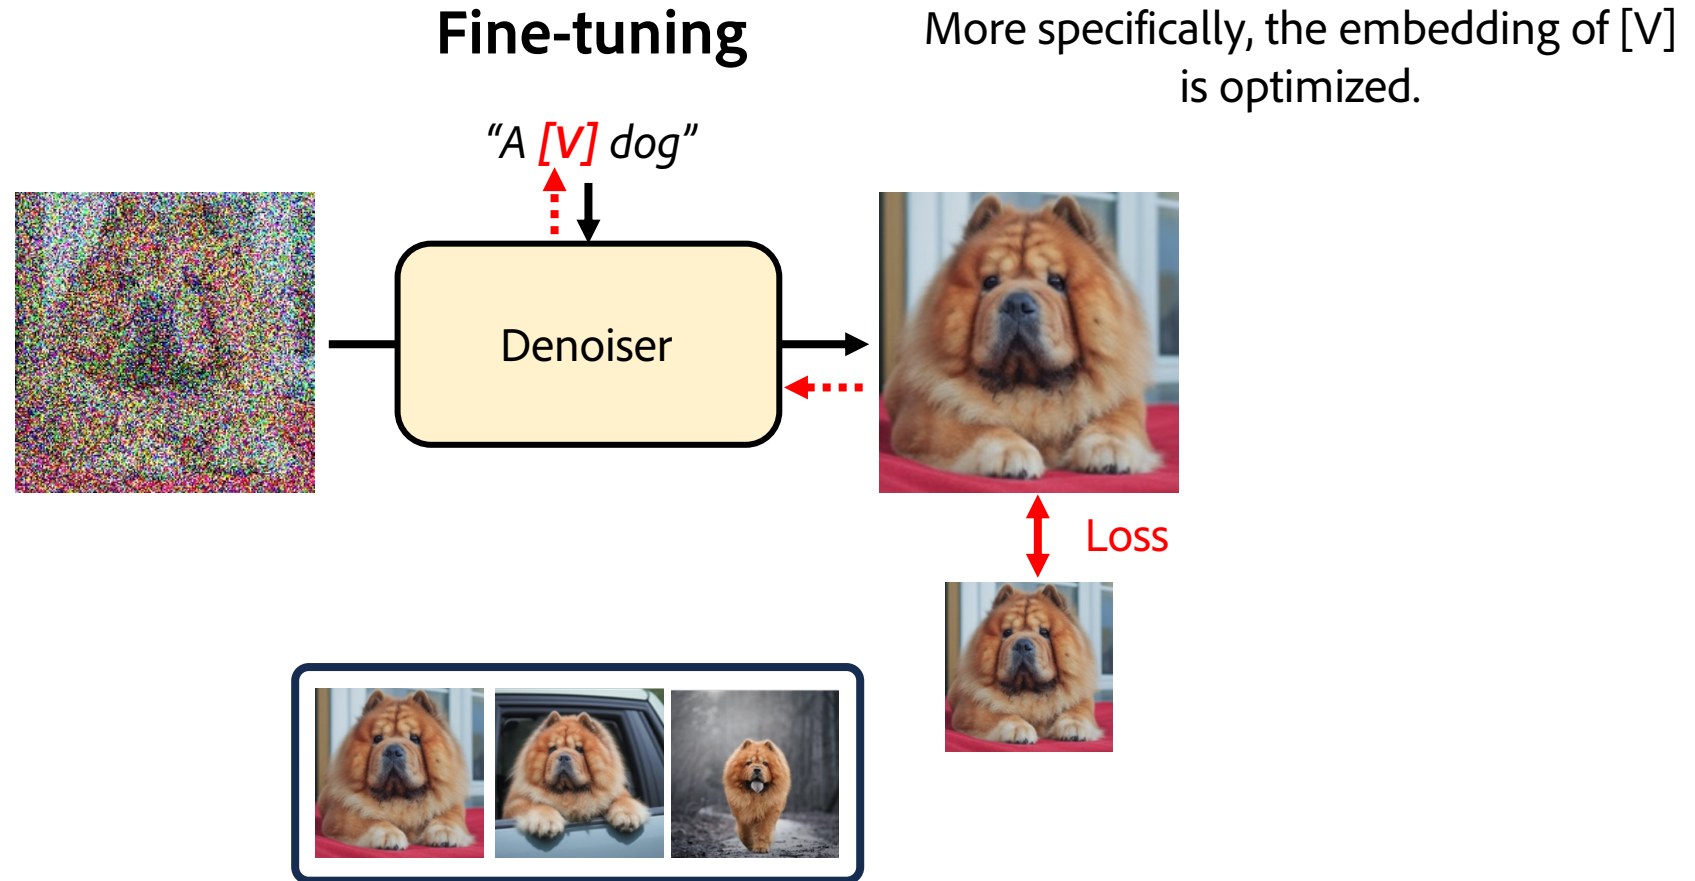 Fine-tuning
More specifically, the embedding of [V]
is optimized.
“A [V] dog”
Denoiser
Loss